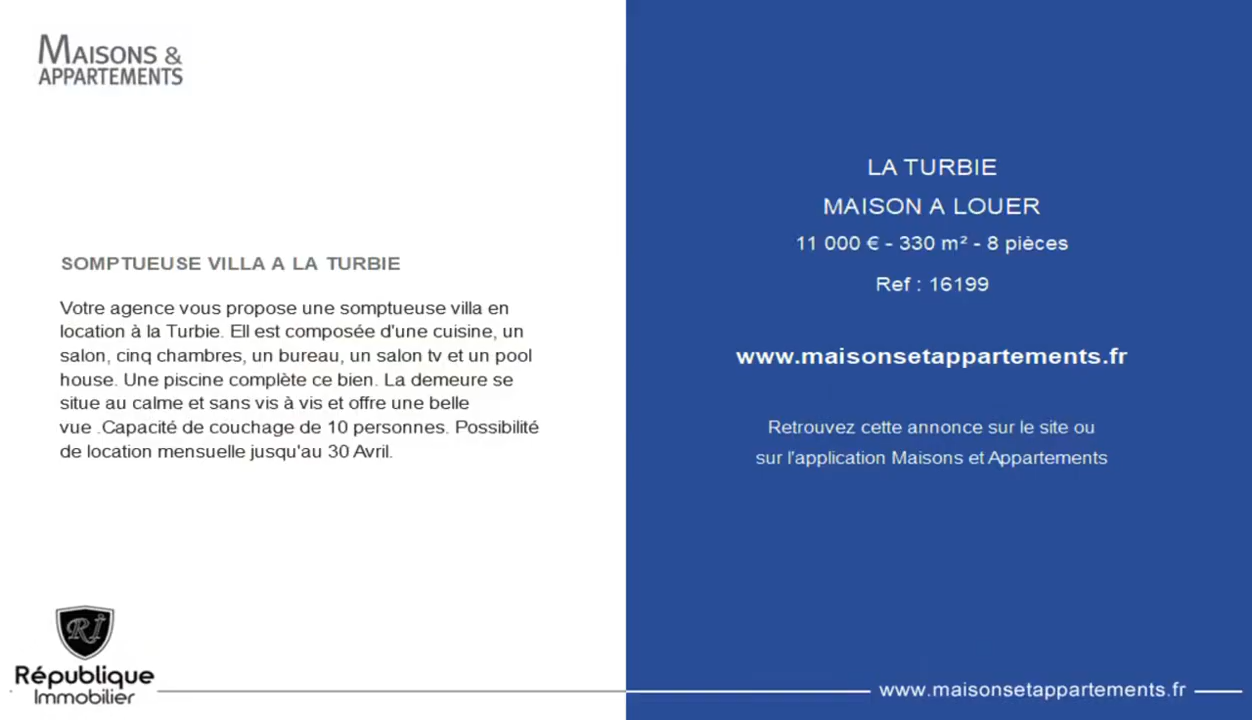 MAISONS &
APPARTEMENTS
SOMPTUEUSE VILLA A LA TURBIE
Votre agence vous propose une somptueuse villa en
location à la Turbie. Ell est composée d'une cuisine, un
salon, cinq chambres, un bureau, un salon tv et un pool
house. Une piscine complète ce bien. La demeure se
situe au calme et sans vis à vis et offre une belle
vue .Capacité de couchage de 10 personnes. Possibilité
de location mensuelle jusqu'au 30 Avril.
RI
République
Immobilier
LA TURBIE
MAISON A LOUER
11 000 € - 330 m² - 8 pièces
Ref : 16199
www.maisonsetappartements.fr
Retrouvez cette annonce sur le site ou
sur l'application Maisons et Appartements
www.maisonsetappartements.fr